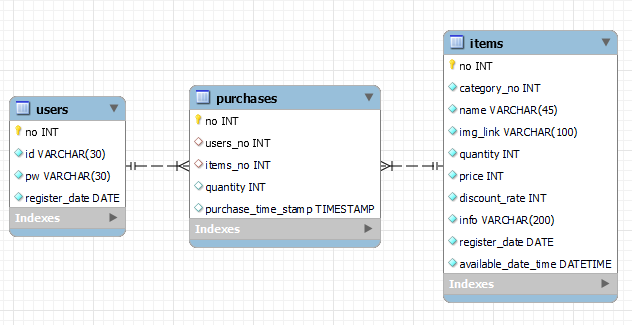 users
no INT
id VARCHAR(30)
pw VARCHAR(30)
register_date DATE
Indexes
purchases
no INT
users_no INT
items_no INT
quantity INT
purchase_time_stamp TIMESTAMP
Indexes
items
no INT
category_no INT
name VARCHAR(45)
img_link VARCHAR(100)
quantity INT
price INT
discount_rate INT
info VARCHAR(200)
register_date DATE
available_date_time DATETIME
Indexes